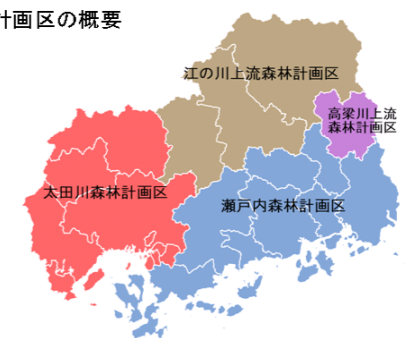 計画区の概要
江の川上流森林計画区
高梁川上流
森林計画区
太田川森林計画区
瀬戸内森林計画区